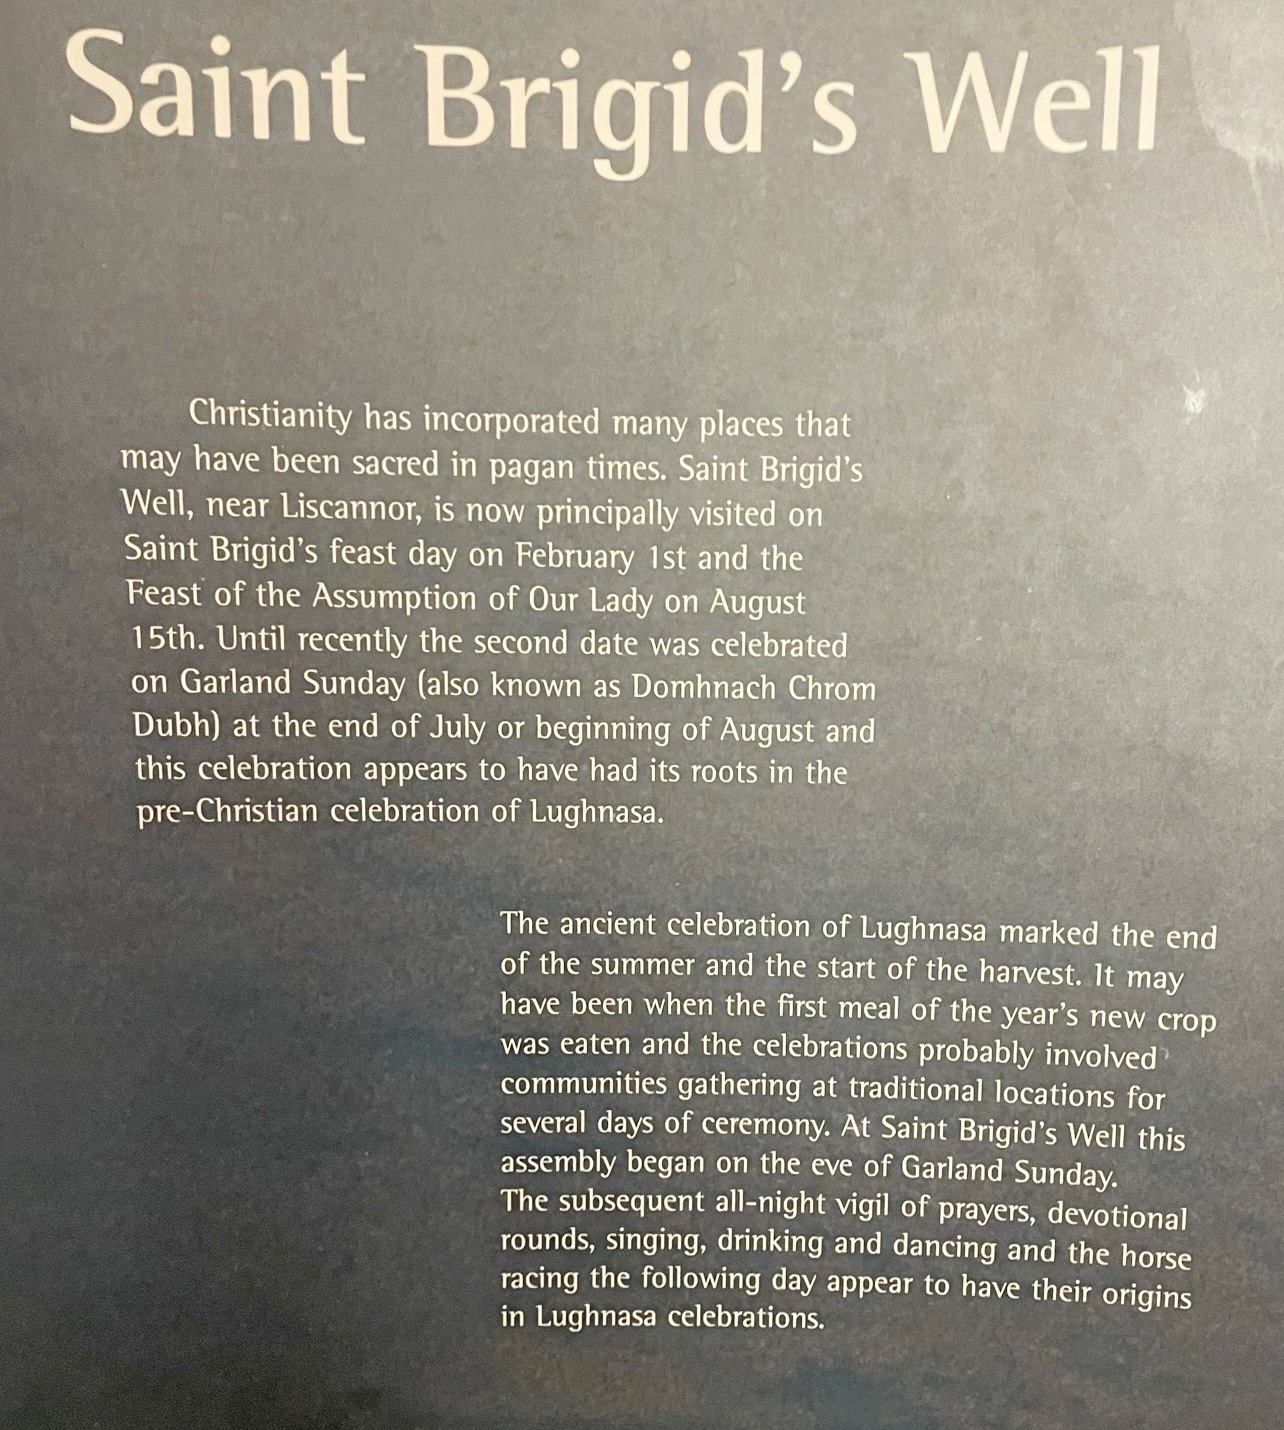 Saint Brigid's Well
Christianity has incorporated many places that
may have been sacred in pagan times. Saint Brigid's
Well, near Liscannor, is now principally visited on
Saint Brigid's feast day on February 1st and the
Feast of the Assumption of Our Lady on August
15th. Until recently the second date was celebrated
on Garland Sunday (also known as Domhnach Chrom
Dubh) at the end of July or beginning of August and
this celebration appears to have had its roots in the
pre-Christian celebration of Lughnasa.
The ancient celebration of Lughnasa marked the end
of the summer and the start of the harvest. It may
have been when the first meal of the year's new crop
was eaten and the celebrations probably involved
communities gathering at traditional locations for
several days of ceremony. At Saint Brigid's Well this
assembly began on the eve of Garland Sunday.
The subsequent all-night vigil of prayers, devotional
rounds, singing, drinking and dancing and the horse
racing the following day appear to have their origins
in Lughnasa celebrations.